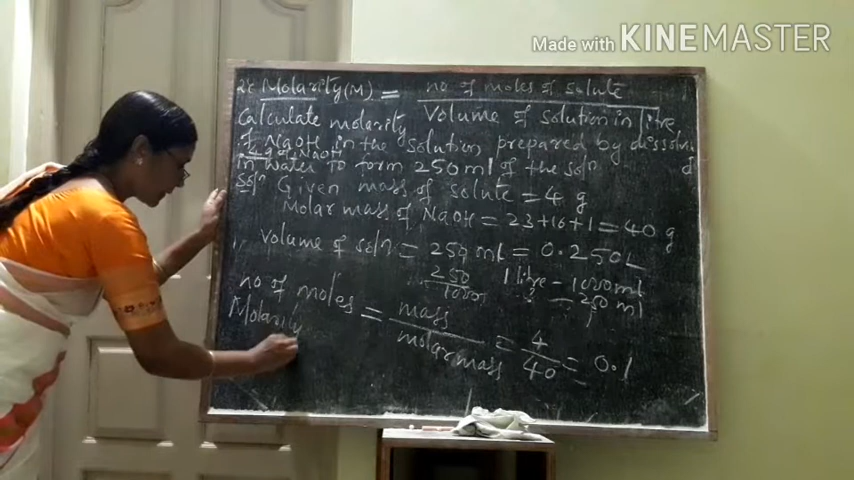 Made with KINEMASTER
2) Molarity (M) = no of moles of solute
Volume of solution in litre
Calculate molarity
of NaOH in the solution prepared by dissolvin
4 g of NaOH
in water to form 250 ml of the soln
Soln Given mass of solute = 4 g
Molar mass of NaOH = 23+16+1 = 40 g
Volume of soln = 250 ml = 0.250L
250
1000
1 litre - 1000ml
? - 250 ml
no of moles = mass
molar mass
= 4
40
= 0.1
Molarity